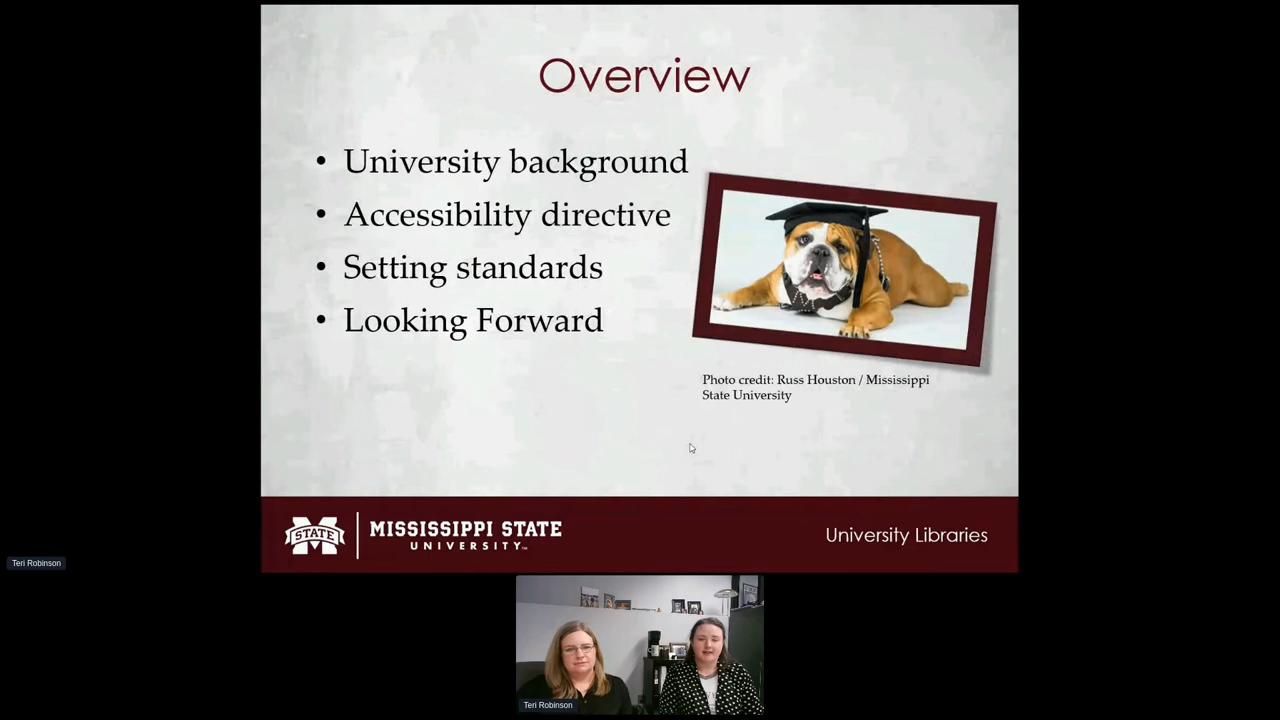 Overview
• University background
• Accessibility directive
• Setting standards
• Looking Forward
Photo credit: Russ Houston / Mississippi
State University
STATE
MISSISSIPPI STATE
UNIVERSITY™
University Libraries
Teri Robinson
Teri Robinson